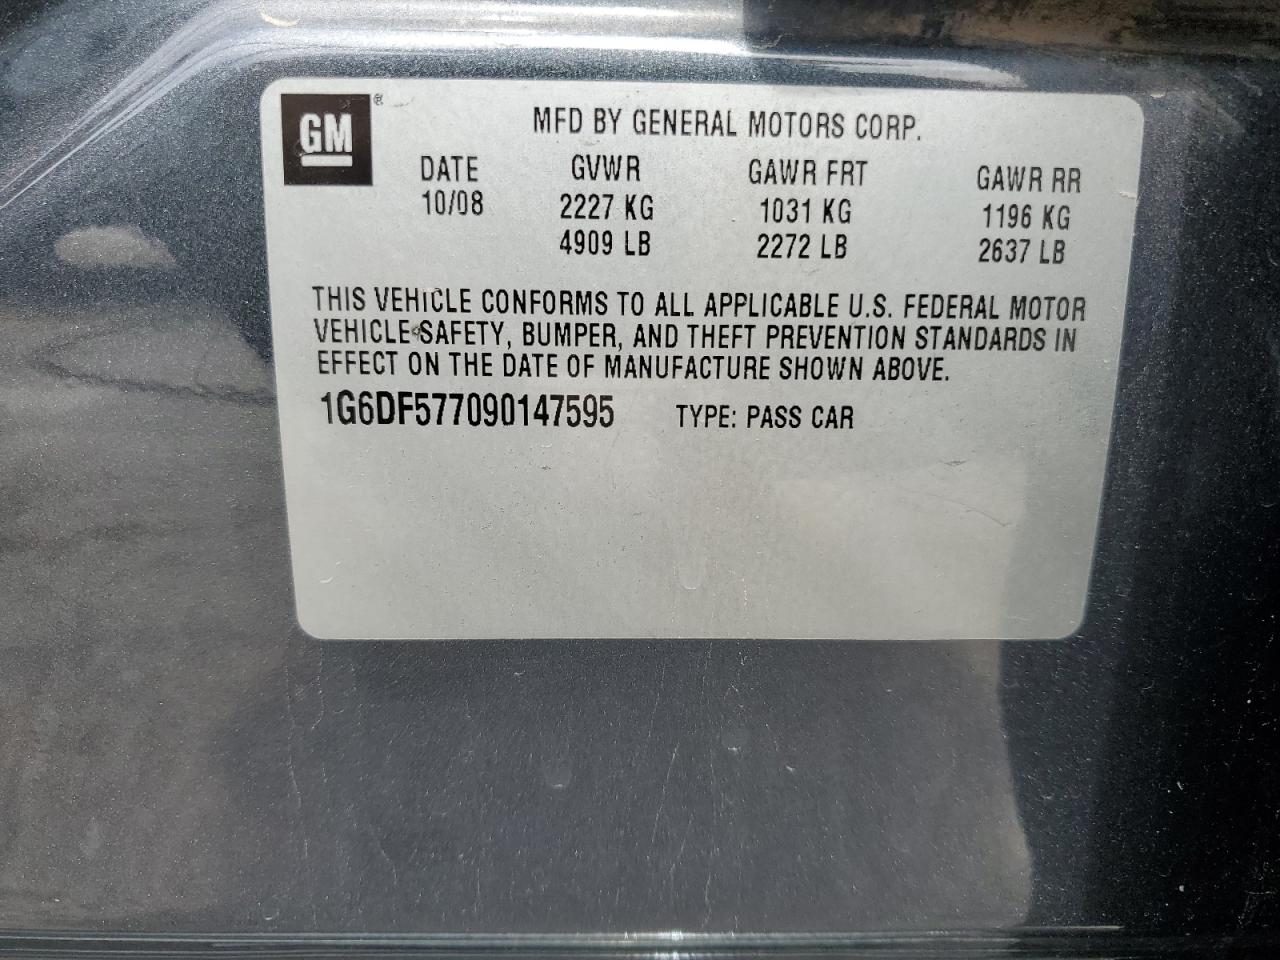 GM®
MFD BY GENERAL MOTORS CORP.
DATE GVWR GAWR FRT GAWR RR
10/08 2227 KG 1031 KG 1196 KG
4909 LB 2272 LB 2637 LB
THIS VEHICLE CONFORMS TO ALL APPLICABLE U.S. FEDERAL MOTOR
VEHICLE SAFETY, BUMPER, AND THEFT PREVENTION STANDARDS IN
EFFECT ON THE DATE OF MANUFACTURE SHOWN ABOVE.
1G6DF577090147595 TYPE: PASS CAR